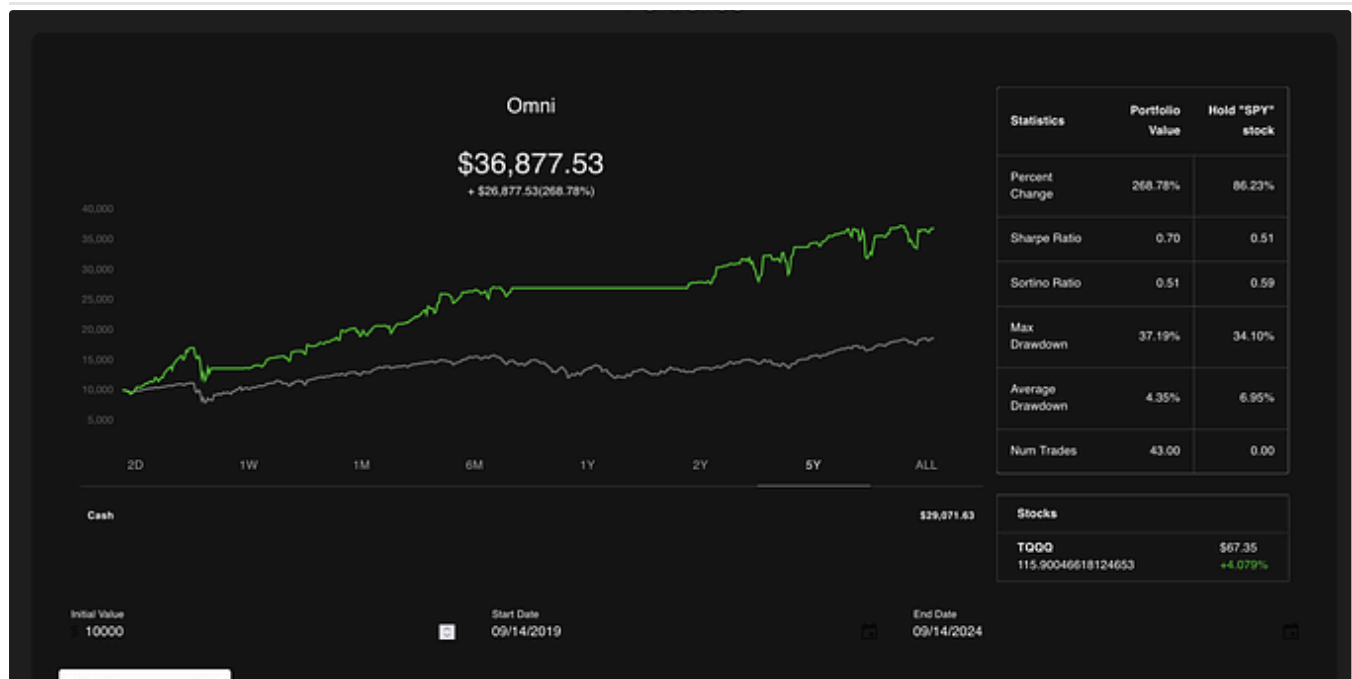 Omni
$36,877.53
+ $26,877.53(268.78%)
40,000
35,000
30,000
25,000
20,000
15,000
10,000
5,000
2D 1W 1M 6M 1Y 2Y 5Y ALL
Cash $29,071.63
Statistics Portfolio Value Hold "SPY" stock
Percent Change 268.78% 86.23%
Sharpe Ratio 0.70 0.51
Sortino Ratio 0.51 0.59
Max Drawdown 37.19% 34.10%
Average Drawdown 4.35% 6.95%
Num Trades 43.00 0.00
Stocks
TQQQ $67.35
115.90046618124653 +4.079%
Initial Value Start Date End Date
$ 10000 09/14/2019 09/14/2024